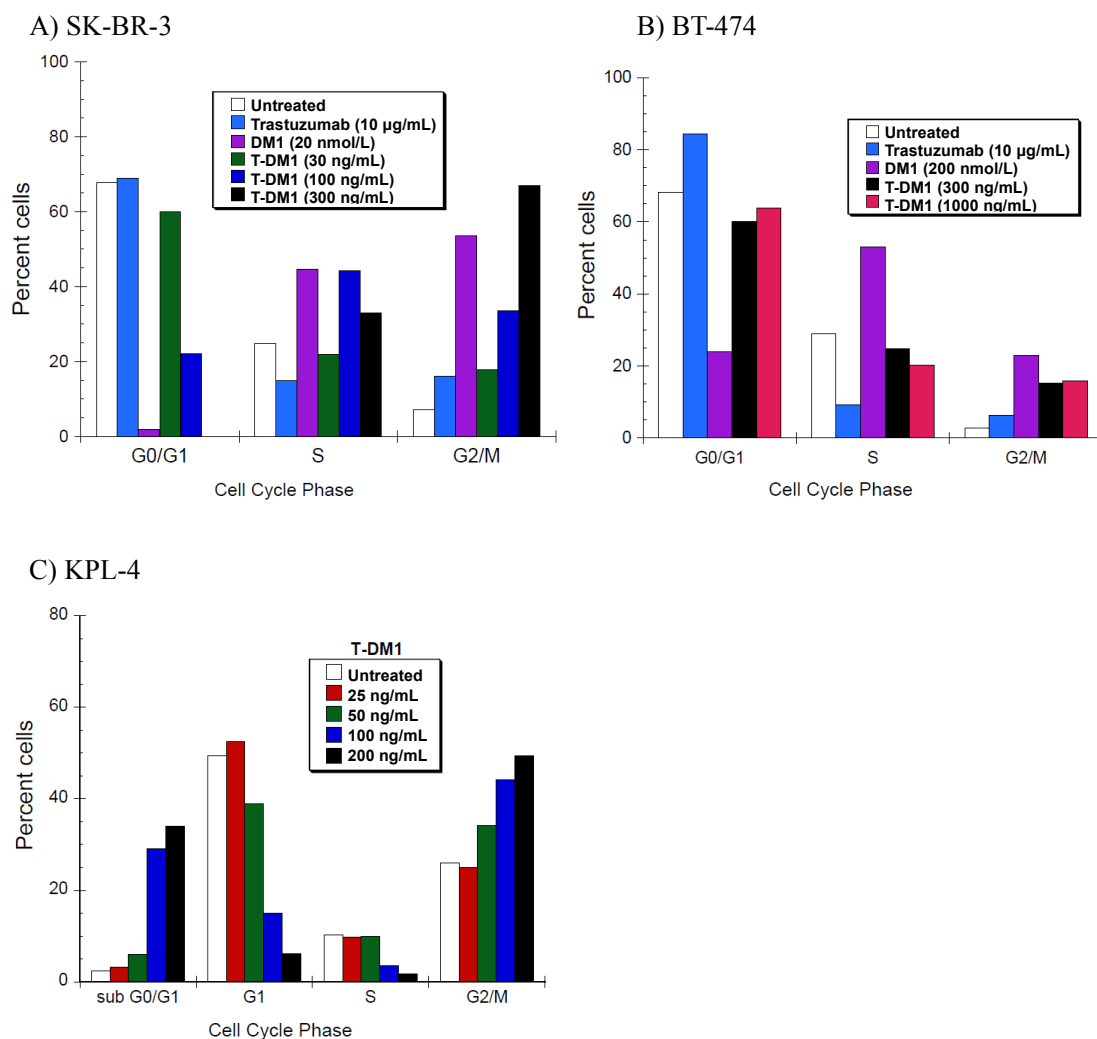 A) SK-BR-3
100
80
60
40
20
0
Percent cells
Untreated
Trastuzumab (10 µg/mL)
DM1 (20 nmol/L)
T-DM1 (30 ng/mL)
T-DM1 (100 ng/mL)
T-DM1 (300 ng/mL)
G0/G1 S G2/M
Cell Cycle Phase
B) BT-474
100
80
60
40
20
0
Percent cells
Untreated
Trastuzumab (10 µg/mL)
DM1 (200 nmol/L)
T-DM1 (300 ng/mL)
T-DM1 (1000 ng/mL)
G0/G1 S G2/M
Cell Cycle Phase
C) KPL-4
80
60
40
20
0
Percent cells
T-DM1
Untreated
25 ng/mL
50 ng/mL
100 ng/mL
200 ng/mL
sub G0/G1 G1 S G2/M
Cell Cycle Phase